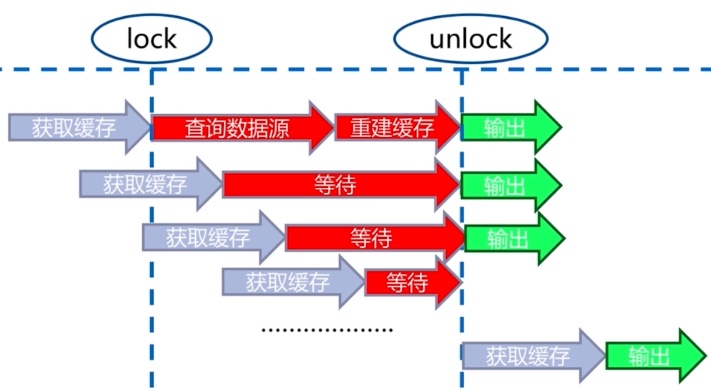 lock unlock
获取缓存 查询数据源 重建缓存 输出
获取缓存 等待 输出
获取缓存 等待 输出
获取缓存 等待
....................
获取缓存 输出